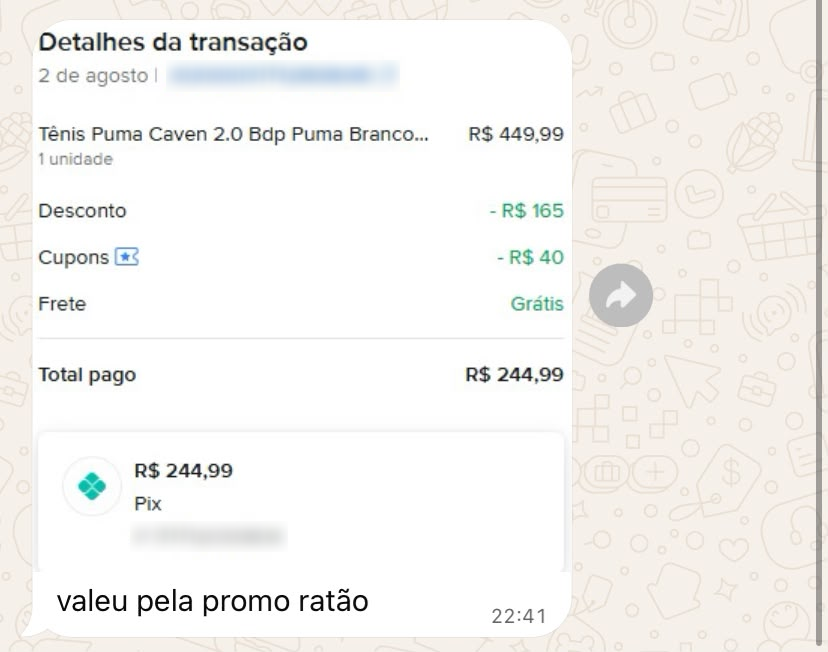 Detalhes da transação
2 de agosto |
Tênis Puma Caven 2.0 Bdp Puma Branco... R$ 449,99
1 unidade
Desconto - R$ 165
Cupons - R$ 40
Frete Grátis
Total pago R$ 244,99
R$ 244,99
Pix
valeu pela promo ratão
22:41